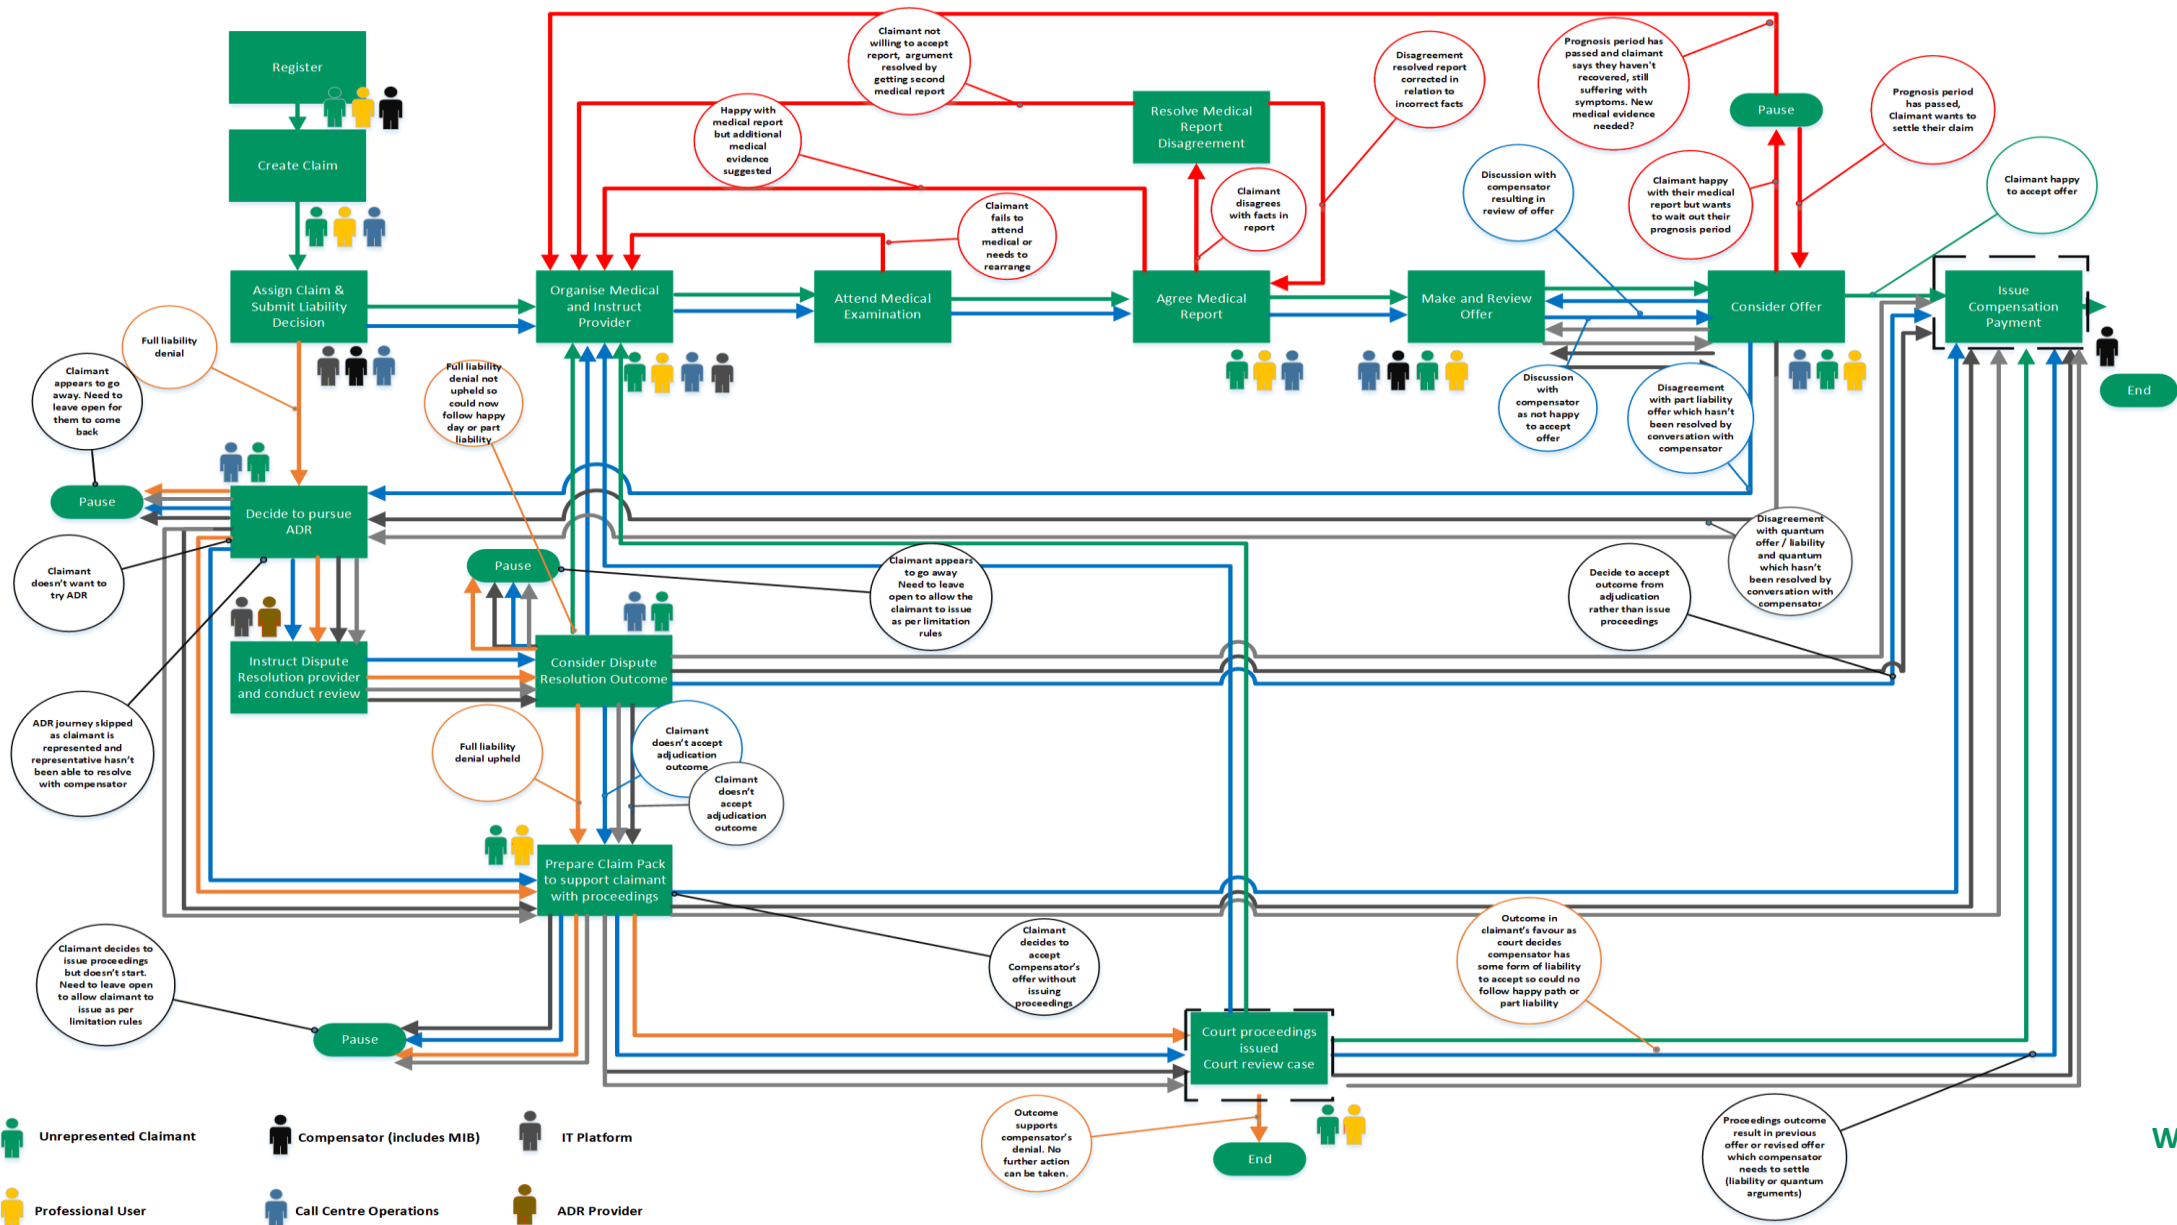 Register
Create Claim
Assign Claim &
Submit Liability
Decision
Organise Medical
and Instruct
Provider
Attend Medical
Examination
Agree Medical
Report
Resolve Medical
Report
Disagreement
Make and Review
Offer
Consider Offer
Pause
Issue
Compensation
Payment
End
Claimant not
willing to accept
report, argument
resolved by
getting second
medical report
Happy with
medical report
but additional
medical
evidence
suggested
Claimant
fails to
attend
medical or
needs to
rearrange
Claimant
disagrees
with facts in
report
Disagreement
resolved report
corrected in
relation to
incorrect facts
Prognosis period has
passed and claimant
says they haven't
recovered, still
suffering with
symptoms. New
medical evidence
needed?
Prognosis period
has passed,
Claimant wants to
settle their claim
Claimant happy
with their medical
report but wants
to wait out their
prognosis period
Claimant happy
to accept offer
Discussion with
compensator
resulting in
review of offer
Discussion
with
compensator
as not happy
to accept
offer
Disagreement
with part liability
offer which hasn't
been resolved by
conversation with
compensator
Full liability
denial
Claimant
appears to go
away. Need to
leave open for
them to come
back
Full liability
denial not
upheld so
could now
follow happy
day or part
liability
Pause
Decide to pursue
ADR
Claimant
doesn't want to
try ADR
Pause
Claimant appears
to go away
Need to leave
open to allow the
claimant to issue
as per limitation
rules
Disagreement
with quantum
offer / liability
and quantum
which hasn't
been resolved by
conversation with
compensator
Decide to accept
outcome from
adjudication
rather than issue
proceedings
Instruct Dispute
Resolution provider
and conduct review
Consider Dispute
Resolution Outcome
ADR journey skipped
as claimant is
represented and
representative hasn't
been able to resolve
with compensator
Full liability
denial upheld
Claimant
doesn't accept
adjudication
outcome
Claimant
doesn't
accept
adjudication
outcome
Prepare Claim Pack
to support claimant
with proceedings
Claimant decides to
issue proceedings
but doesn't start.
Need to leave open
to allow claimant to
issue as per
limitation rules
Pause
Claimant
decides to
accept
Compensator's
offer without
issuing
proceedings
Outcome in
claimant's favour as
court decides
compensator has
some form of liability
to accept so could no
follow happy path or
part liability
Court proceedings
issued
Court review case
Outcome
supports
compensator's
denial. No
further action
can be taken.
End
Proceedings outcome
result in previous
offer or revised offer
which compensator
needs to settle
(liability or quantum
arguments)
Unrepresented Claimant
Compensator (includes MIB)
IT Platform
Professional User
Call Centre Operations
ADR Provider
W